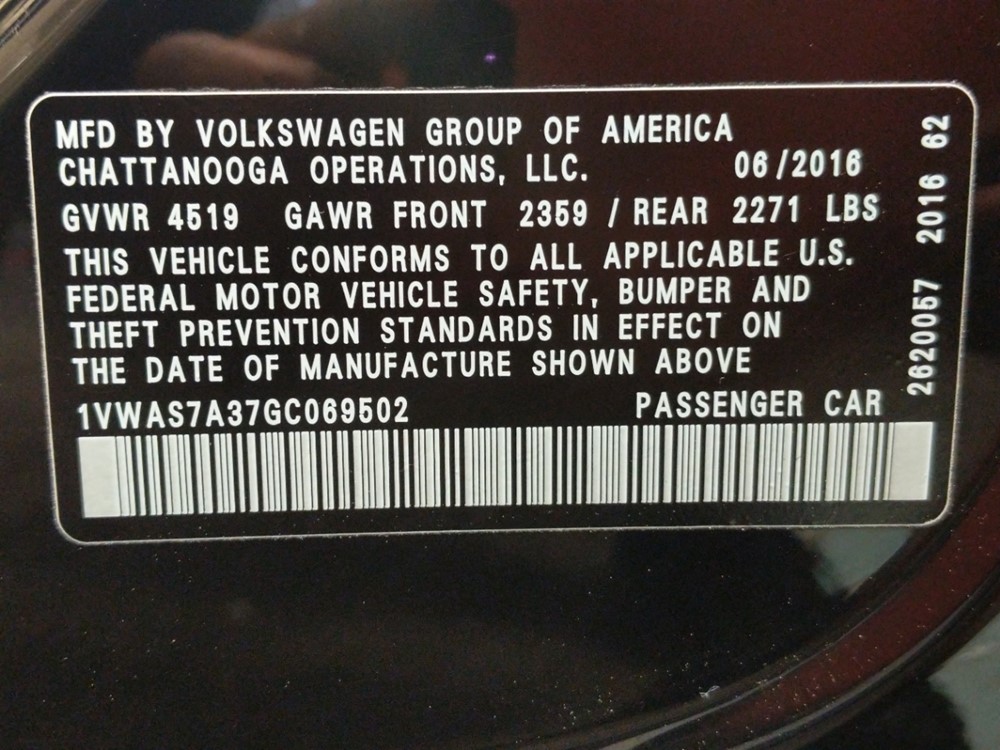 MFD BY VOLKSWAGEN GROUP OF AMERICA
CHATTANOOGA OPERATIONS, LLC. 06/2016
GVWR 4519 GAWR FRONT 2359 / REAR 2271 LBS
THIS VEHICLE CONFORMS TO ALL APPLICABLE U.S.
FEDERAL MOTOR VEHICLE SAFETY, BUMPER AND
THEFT PREVENTION STANDARDS IN EFFECT ON
THE DATE OF MANUFACTURE SHOWN ABOVE
1VWAS7A37GC069502 PASSENGER CAR
2620057 2016 62